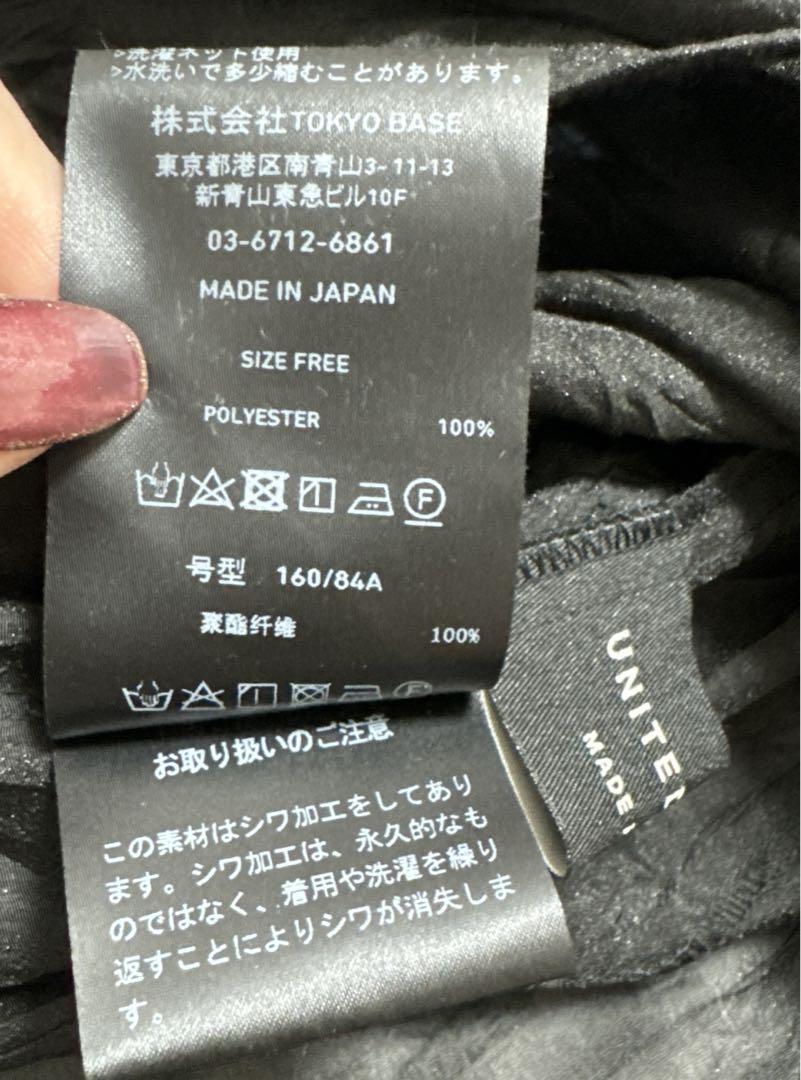 >洗濯ネット使用
>水洗いで多少縮むことがあります。
株式会社TOKYO BASE
東京都港区南青山3-11-13
新青山東急ビル10F
03-6712-6861
MADE IN JAPAN
SIZE FREE
POLYESTER 100%
F
号型 160/84A
聚酯纤维 100%
お取り扱いのご注意
この素材はシワ加工をしてあり
ます。シワ加工は、永久的なも
のではなく、着用や洗濯を繰り
返すことによりシワが消失しま
す。
UNITE
MADE